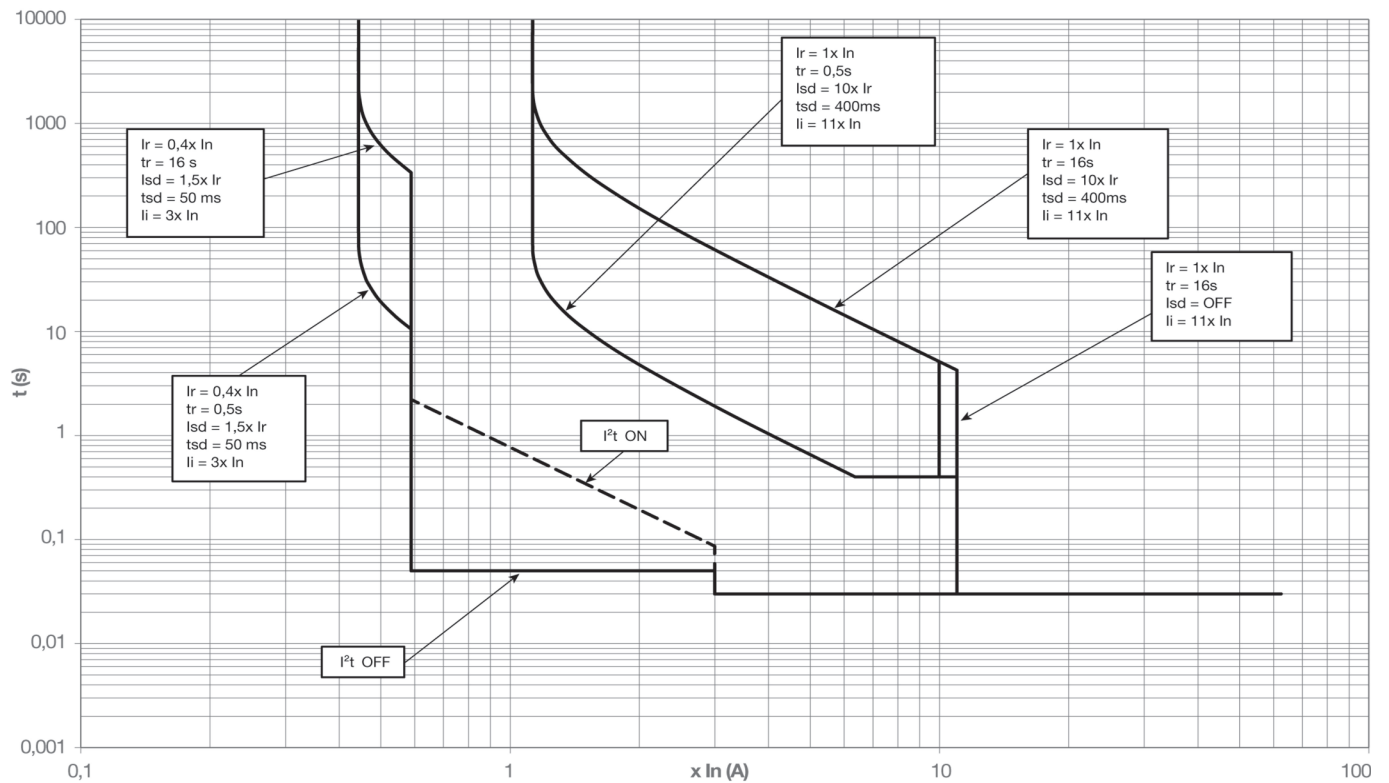 10000
1000
100
10
1
0,1
0,01
0,001
t (s)
0,1
1
10
100
x In (A)
Ir = 0,4x In
tr = 16 s
Isd = 1,5x Ir
tsd = 50 ms
Ii = 3x In
Ir = 0,4x In
tr = 0,5s
Isd = 1,5x Ir
tsd = 50 ms
Ii = 3x In
Ir = 1x In
tr = 0,5s
Isd = 10x Ir
tsd = 400ms
Ii = 11x In
Ir = 1x In
tr = 16s
Isd = 10x Ir
tsd = 400ms
Ii = 11x In
Ir = 1x In
tr = 16s
Isd = OFF
Ii = 11x In
I²t ON
I²t OFF